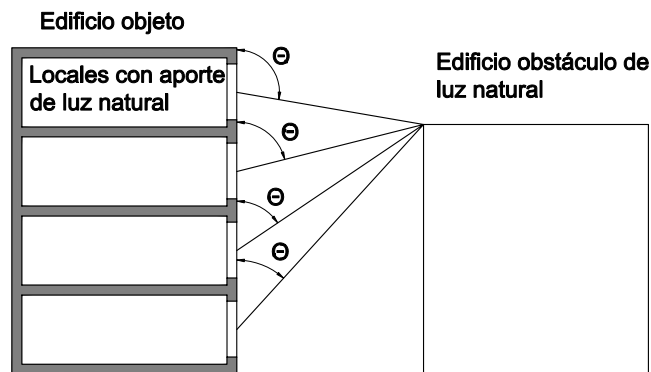 Edificio objeto
Locales con aporte
de luz natural
Edificio obstáculo de
luz natural
Θ
Θ
Θ
Θ